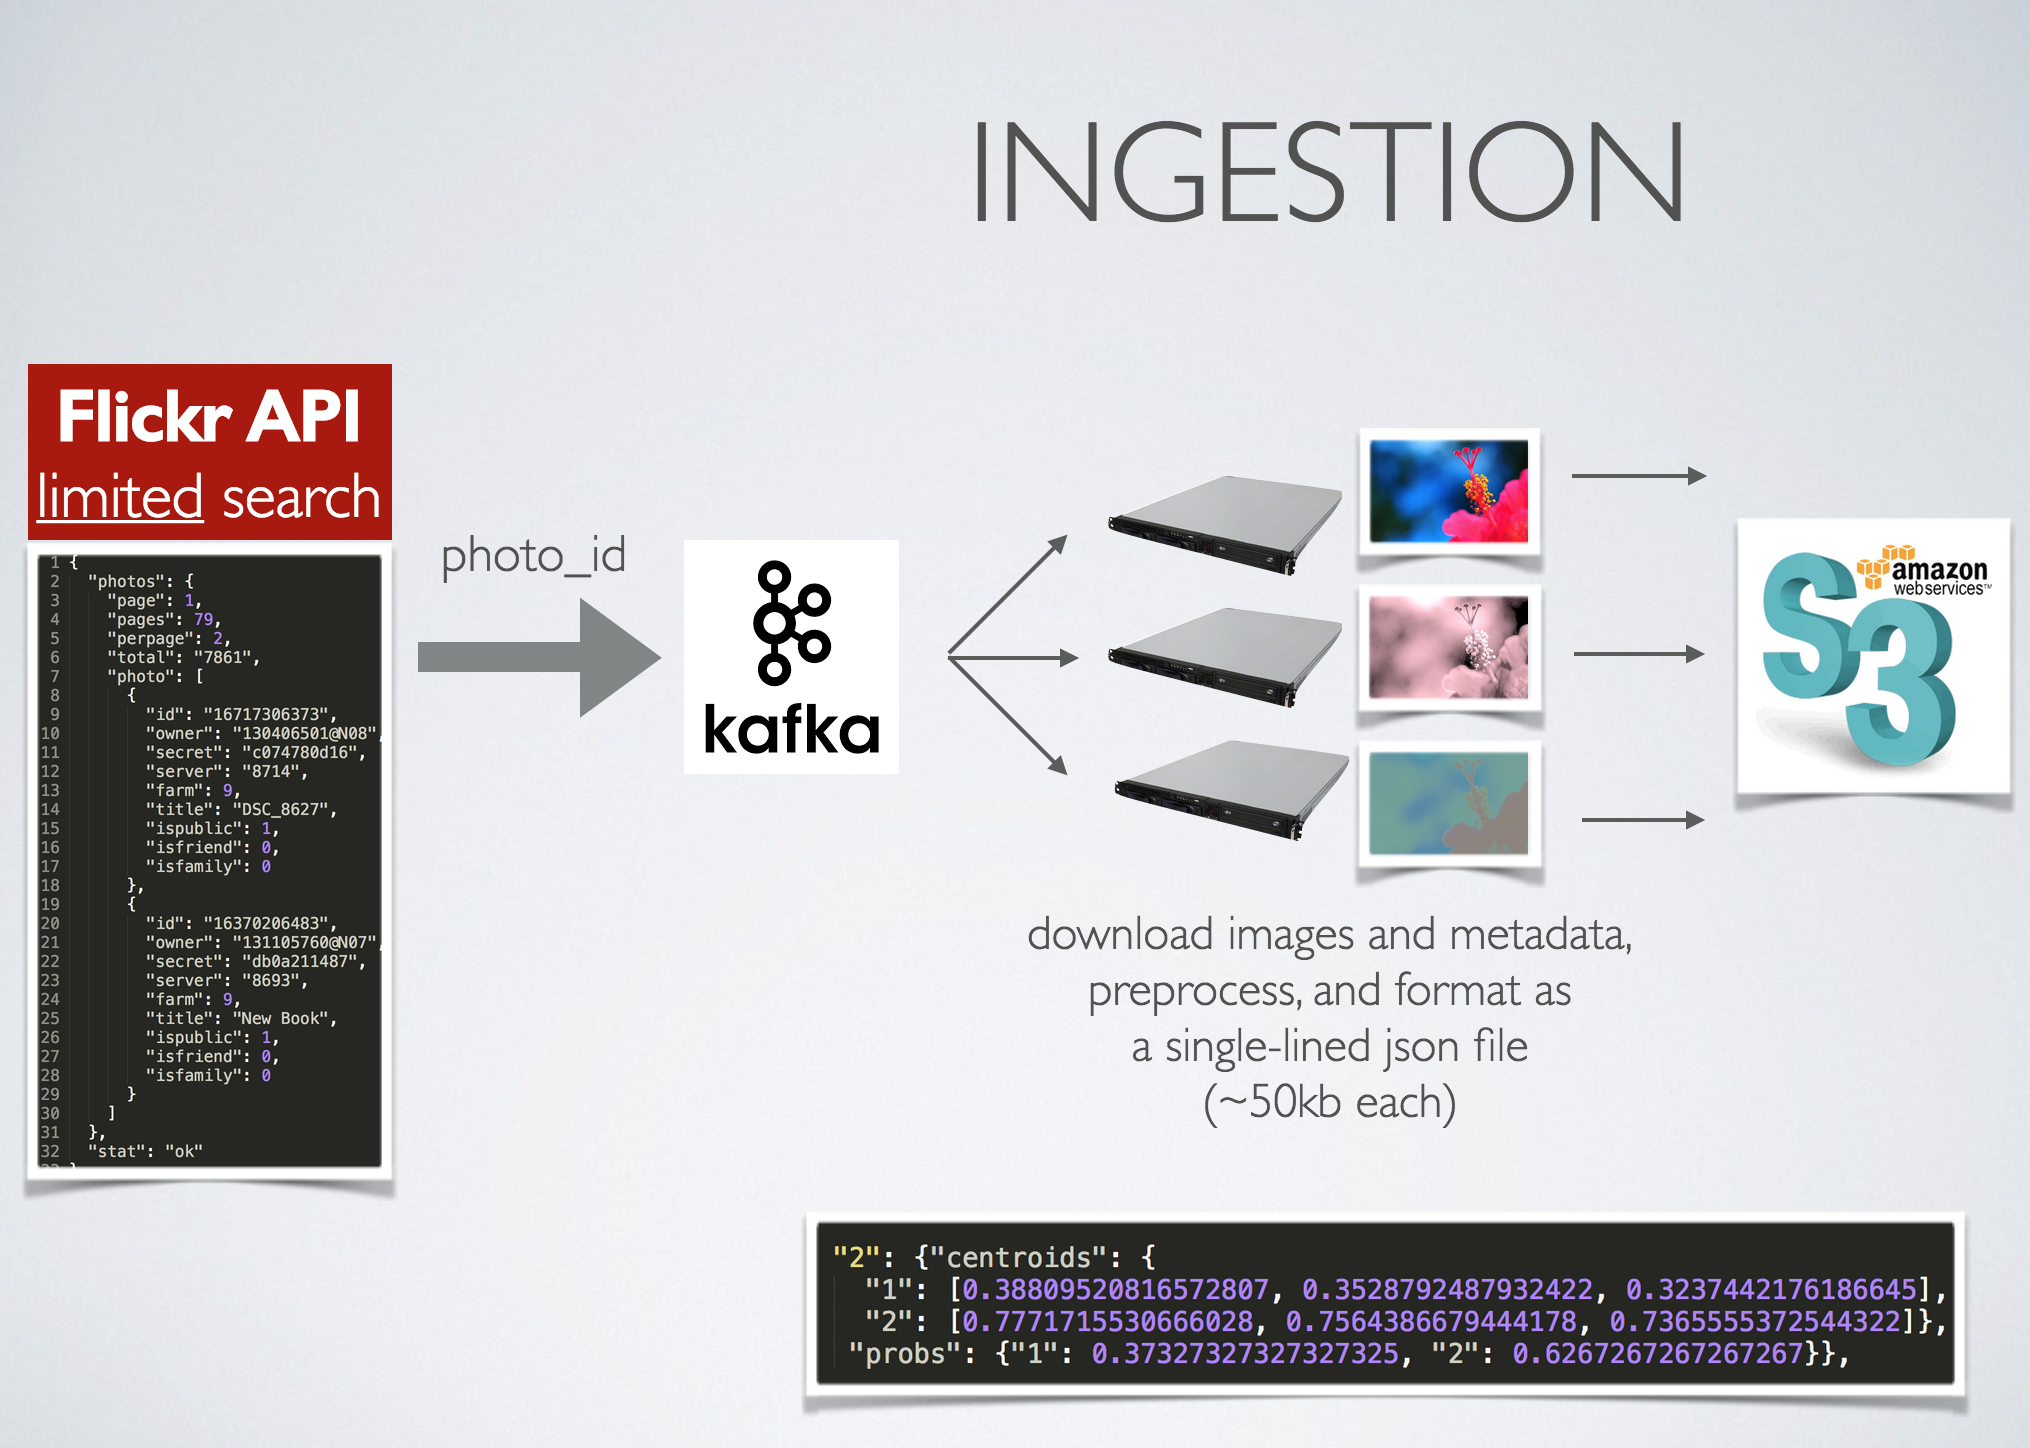 INGESTION
Flickr API
limited search
1 {
2 "photos": {
3 "page": 1,
4 "pages": 79,
5 "perpage": 2,
6 "total": "7861",
7 "photo": [
8 {
9 "id": "16717306373",
10 "owner": "130406501@N08",
11 "secret": "c074780d16",
12 "server": "8714",
13 "farm": 9,
14 "title": "DSC_8627",
15 "ispublic": 1,
16 "isfriend": 0,
17 "isfamily": 0
18 },
19 {
20 "id": "16370206483",
21 "owner": "131105760@N07",
22 "secret": "db0a211487",
23 "server": "8693",
24 "farm": 9,
25 "title": "New Book",
26 "ispublic": 1,
27 "isfriend": 0,
28 "isfamily": 0
29 }
30 ]
31 },
32 "stat": "ok"
33 }
photo_id
kafka
amazon
webservices™
S3
download images and metadata,
preprocess, and format as
a single-lined json file
(~50kb each)
"2": {"centroids": {
"1": [0.38809520816572807, 0.3528792487932422, 0.3237442176186645],
"2": [0.7771715530666028, 0.7564386679444178, 0.7365555372544322]},
"probs": {"1": 0.37327327327327325, "2": 0.6267267267267267}},